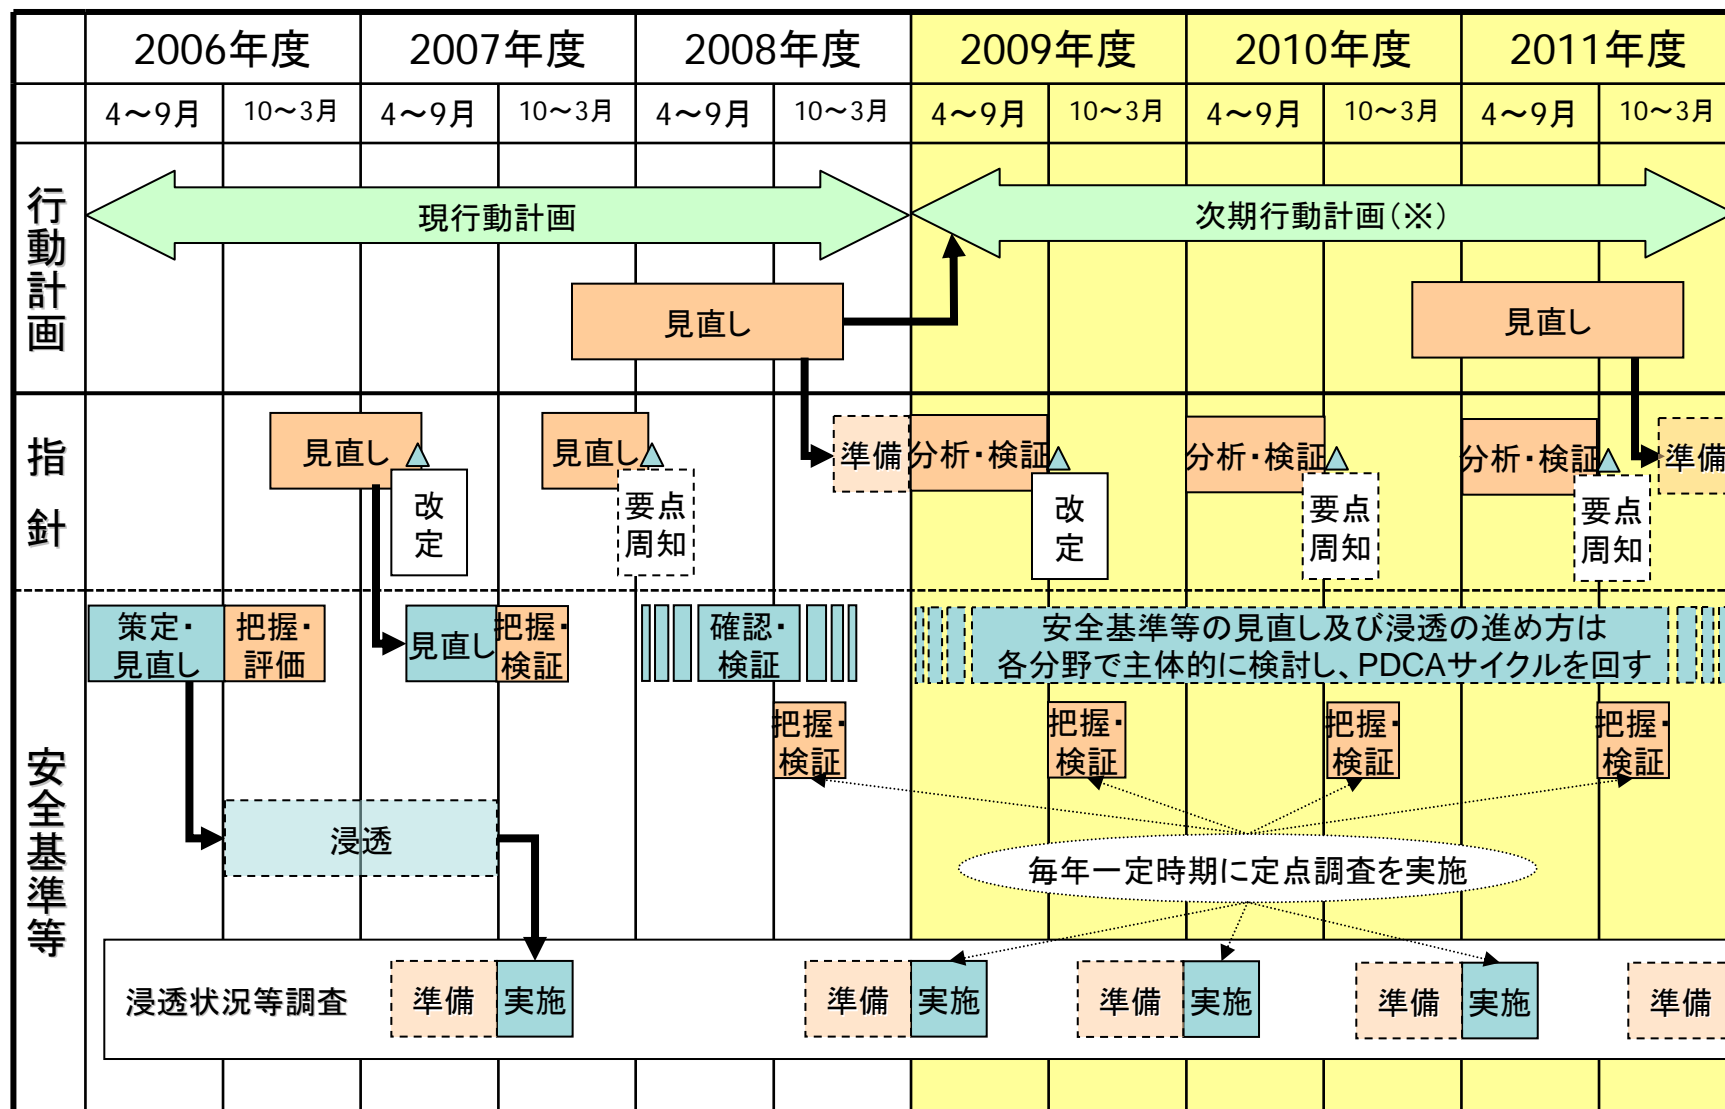 2006年度 2007年度 2008年度 2009年度 2010年度 2011年度
4～9月 10～3月 4～9月 10～3月 4～9月 10～3月 4～9月 10～3月 4～9月 10～3月 4～9月 10～3月
行動計画
現行動計画
次期行動計画(※)
見直し
見直し
指針
見直し
改定
見直し
要点
周知
準備
分析・検証
改定
分析・検証
要点
周知
分析・検証
要点
周知
準備
安全基準等
策定・
見直し
把握・
評価
見直し
把握・
検証
確認・
検証
安全基準等の見直し及び浸透の進め方は
各分野で主体的に検討し、PDCAサイクルを回す
把握・
検証
把握・
検証
把握・
検証
把握・
検証
浸透
毎年一定時期に定点調査を実施
浸透状況等調査
準備
実施
準備
実施
準備
実施
準備
実施
準備